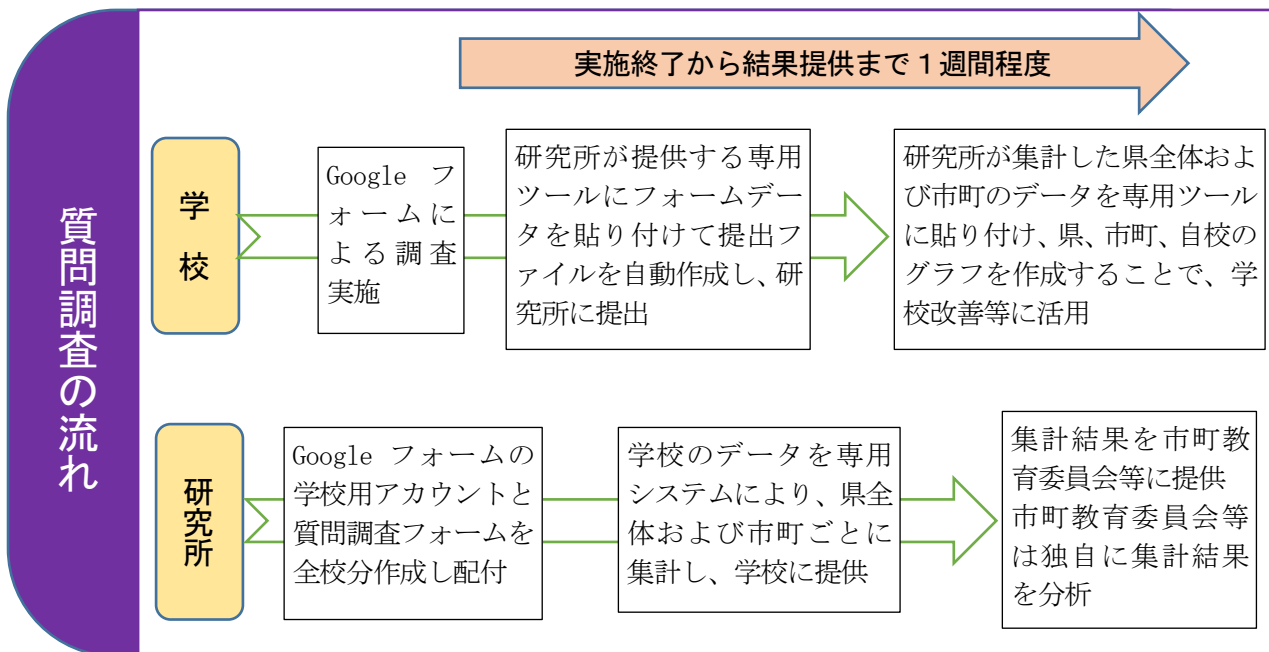 質問調査の流れ
実施終了から結果提供まで１週間程度
学
校
Google フ
ォームに
よる調査
実施
研究所が提供する専用
ツールにフォームデー
タを貼り付けて提出フ
ァイルを自動作成し、研
究所に提出
研究所が集計した県全体およ
び市町のデータを専用ツール
に貼り付け、県、市町、自校の
グラフを作成することで、学
校改善等に活用
研究所
Google フォームの
学校用アカウントと
質問調査フォームを
全校分作成し配付
学校のデータを専用
システムにより、県全
体および市町ごとに
集計し、学校に提供
集計結果を市町教
育委員会等に提供
市町教育委員会等
は独自に集計結果
を分析